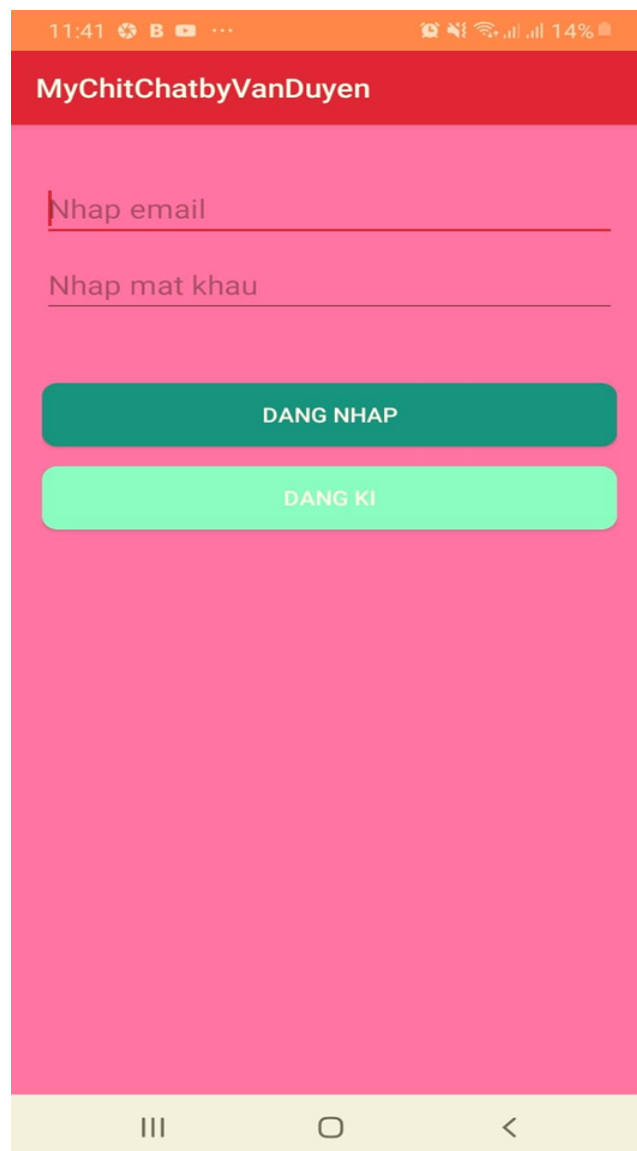 11:41 B ... 14%
MyChitChatbyVanDuyen
Nhap email
Nhap mat khau
DANG NHAP
DANG KI